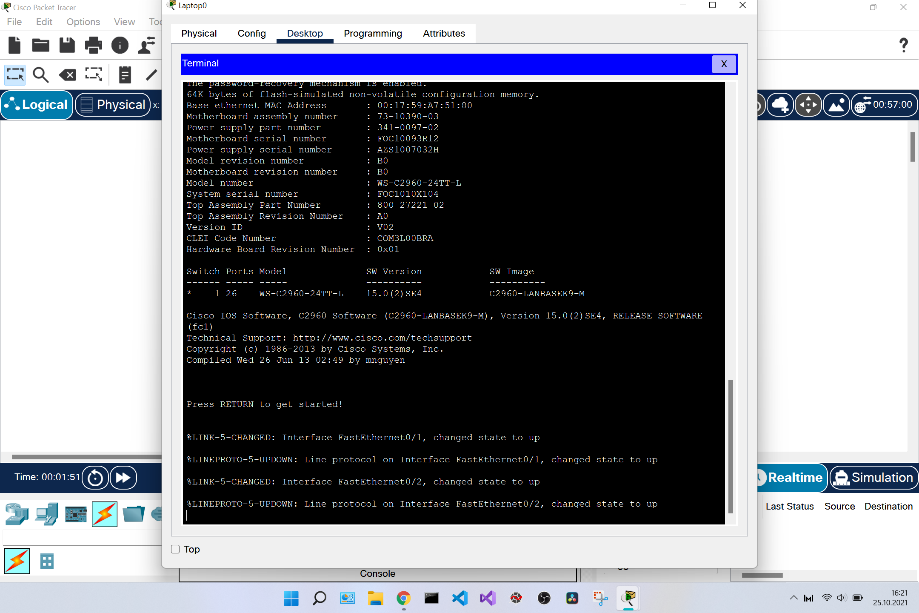 Cisco Packet Tracer
File Edit Options View
Laptop0
Physical Config Desktop Programming Attributes
Terminal
X
Logical
Physical
00:57:00
The password-recovery mechanism is enabled.
64K bytes of flash-simulated non-volatile configuration memory.
Base ethernet MAC Address : 00:17:59:A7:51:80
Motherboard assembly number : 73-10390-03
Power supply part number : 341-0097-02
Motherboard serial number : FOC10093R12
Power supply serial number : AZS1007032H
Model revision number : B0
Motherboard revision number : B0
Model number : WS-C2960-24TT-L
System serial number : FOC1010X104
Top Assembly Part Number : 800-27221-02
Top Assembly Revision Number : A0
Version ID : V02
CLEI Code Number : COM3L00BRA
Hardware Board Revision Number : 0x01
Switch Ports Model SW Version SW Image
------ ----- ----- ---------- ----------
* 1 26 WS-C2960-24TT-L 15.0(2)SE4 C2960-LANBASEK9-M
Cisco IOS Software, C2960 Software (C2960-LANBASEK9-M), Version 15.0(2)SE4, RELEASE SOFTWARE
(fc1)
Technical Support: http://www.cisco.com/techsupport
Copyright (c) 1986-2013 by Cisco Systems, Inc.
Compiled Wed 26-Jun-13 02:49 by mnguyen
Press RETURN to get started!
%LINK-5-CHANGED: Interface FastEthernet0/1, changed state to up
%LINEPROTO-5-UPDOWN: Line protocol on Interface FastEthernet0/1, changed state to up
%LINK-5-CHANGED: Interface FastEthernet0/2, changed state to up
%LINEPROTO-5-UPDOWN: Line protocol on Interface FastEthernet0/2, changed state to up
Time: 00:01:51
Realtime
Simulation
Last Status Source Destination
Top
Console
16:21
25.10.2021